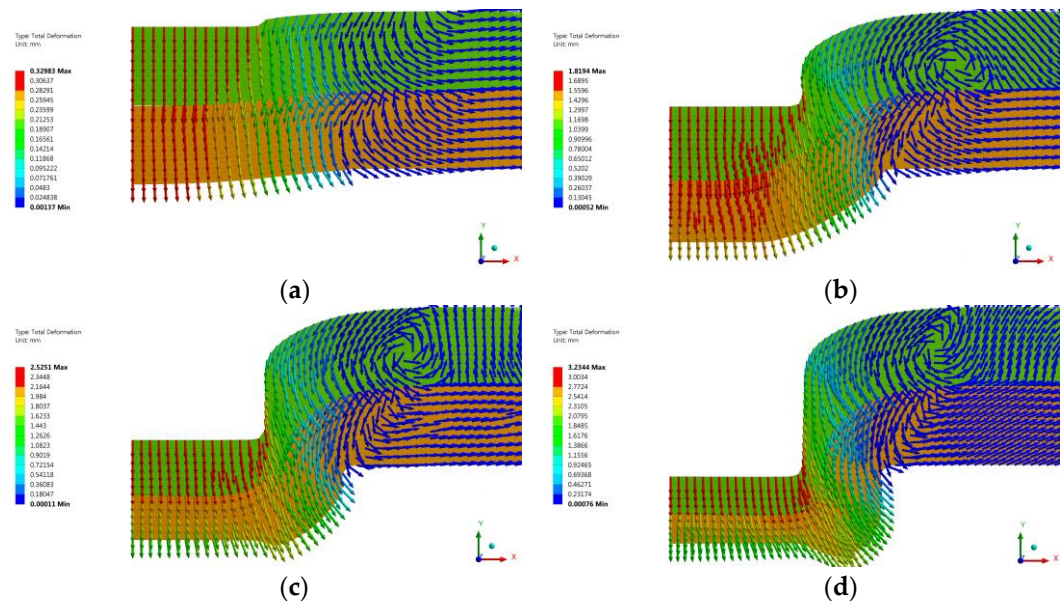 (a)
Type: Total Deformation
Unit: mm
0.32983 Max
0.30637
0.28291
0.25945
0.23599
0.21253
0.18907
0.16561
0.14214
0.11868
0.095222
0.071761
0.0483
0.024838
0.00137 Min
Y
Z
X
(b)
Type: Total Deformation
Unit: mm
1.8194 Max
1.6895
1.5596
1.4296
1.2997
1.1698
1.0399
0.90996
0.78004
0.65012
0.5202
0.39029
0.26037
0.13045
0.00052 Min
Y
Z
X
(c)
Type: Total Deformation
Unit: mm
2.5251 Max
2.3448
2.1644
1.984
1.8037
1.6233
1.443
1.2626
1.0823
0.9019
0.72154
0.54118
0.36083
0.18047
0.00011 Min
Y
Z
X
(d)
Type: Total Deformation
Unit: mm
3.2344 Max
3.0034
2.7724
2.5414
2.3105
2.0795
1.8485
1.6176
1.3866
1.1556
0.92465
0.69368
0.46271
0.23174
0.00076 Min
Y
Z
X